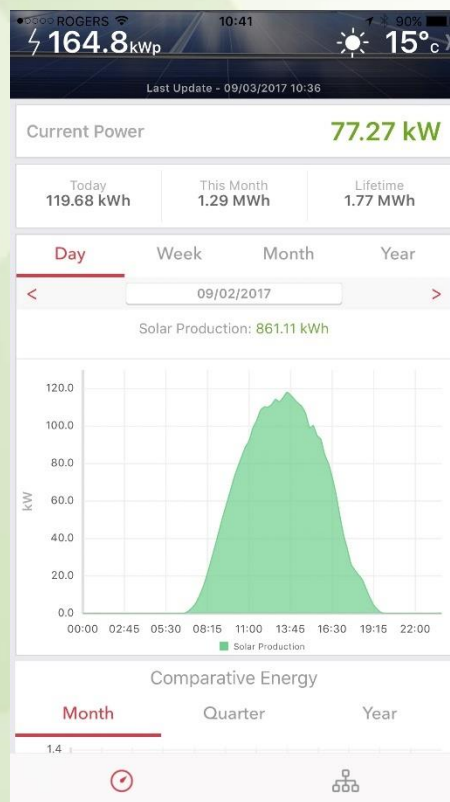 ROGERS 10:41 90%
164.8kWp 15°c
Last Update - 09/03/2017 10:36
Current Power 77.27 kW
Today This Month Lifetime
119.68 kWh 1.29 MWh 1.77 MWh
Day Week Month Year
< 09/02/2017 >
Solar Production: 861.11 kWh
120.0
100.0
80.0
60.0
40.0
20.0
0.0
kW
00:00 02:45 05:30 08:15 11:00 13:45 16:30 19:15 22:00
Solar Production
Comparative Energy
Month Quarter Year
1.4